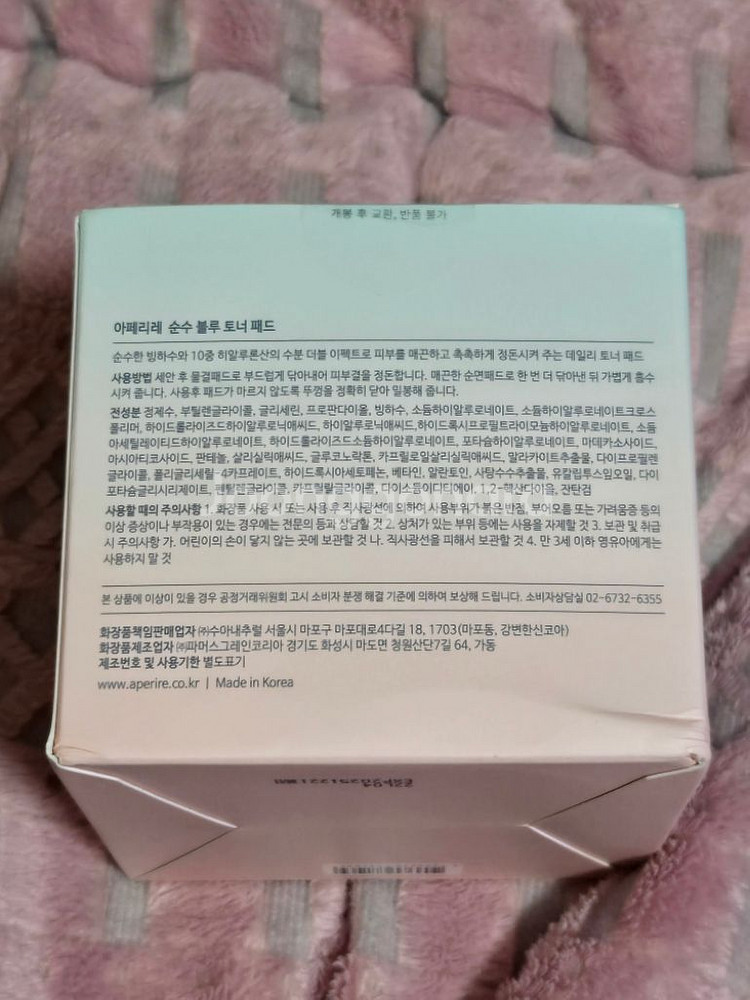 개봉 후 교환, 반품 불가
아페리레 순수 블루 토너 패드
순수한 빙하수와 10중 히알루론산의 수분 더블 이펙트로 피부를 매끈하고 촉촉하게 정돈시켜 주는 데일리 토너 패드
사용방법 세안 후 물결패드로 부드럽게 닦아내어 피부결을 정돈합니다. 매끈한 순면패드로 한 번 더 닦아낸 뒤 가볍게 흡수
시켜 줍니다. 사용후 패드가 마르지 않도록 뚜껑을 정확히 닫아 밀봉해 줍니다.
전성분 정제수, 부틸렌글라이콜, 글리세린, 프로판다이올, 빙하수, 소듐하이알루로네이트, 소듐하이알루로네이트크로스
폴리머, 하이드롤라이즈드하이알루로닉애씨드, 하이알루로닉애씨드,하이드록시프로필트라이모늄하이알루로네이트, 소듐
아세틸레이티드하이알루로네이트, 하이드롤라이즈드소듐하이알루로네이트, 포타슘하이알루로네이트, 마데카소사이드,
아시아티코사이드, 판테놀, 살리실릭애씨드, 글루코노락톤, 카프릴로일살리실릭애씨드, 알라카이트추출물, 다이프로필렌
글라이콜, 폴리글리세릴-4카프레이트, 하이드록시아세토페논, 베타인, 알란토인, 사탕수수추출물, 유칼립투스잎오일, 다이
포타슘글리시리제이트, 펜틸렌글라이콜, 카프릴릴글라이콜, 다이소듐이디티에이, 1,2-헥산다이올, 잔탄검
사용할 때의 주의사항 1. 화장품 사용 시 또는 사용 후 직사광선에 의하여 사용부위가 붉은 반점, 부어오름 또는 가려움증 등의
이상 증상이나 부작용이 있는 경우에는 전문의 등과 상담할 것 2. 상처가 있는 부위 등에는 사용을 자제할 것 3. 보관 및 취급
시 주의사항 가. 어린이의 손이 닿지 않는 곳에 보관할 것 나. 직사광선을 피해서 보관할 것 4. 만 3세 이하 영유아에게는
사용하지 말 것
본 상품에 이상이 있을 경우 공정거래위원회 고시 소비자 분쟁 해결 기준에 의하여 보상해 드립니다. 소비자상담실 02-6732-6355
화장품책임판매업자 ㈜수아내추럴 서울시 마포구 마포대로4다길 18, 1703(마포동, 강변한신코아)
화장품제조업자 ㈜파머스그레인코리아 경기도 화성시 마도면 청원산단7길 64, 가동
제조번호 및 사용기한 별도표기
www.aperire.co.kr | Made in Korea